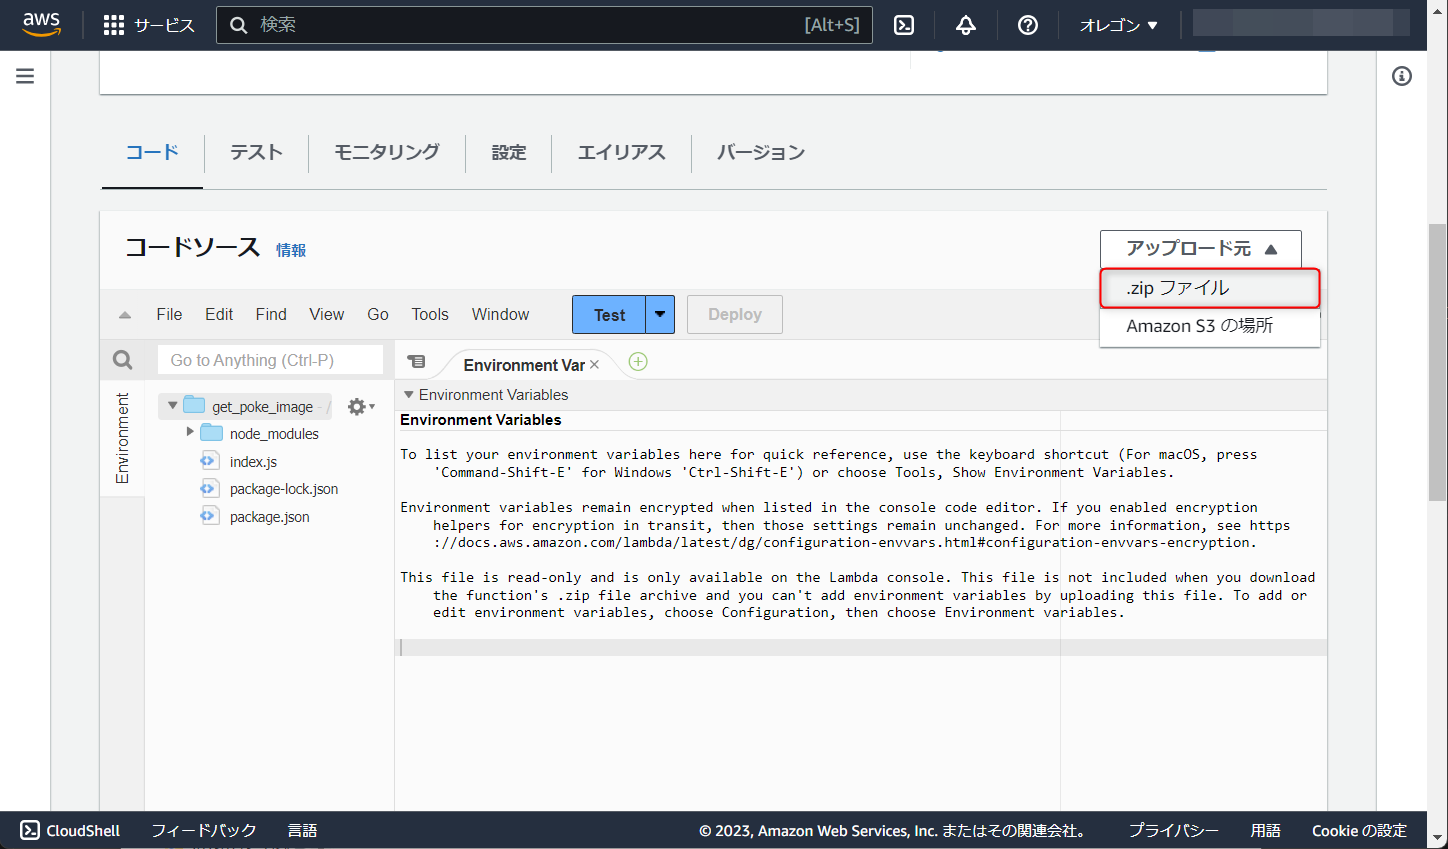 aws サービス 検索 [Alt+S] オレゴン ▼
コード テスト モニタリング 設定 エイリアス バージョン
コードソース 情報 アップロード元 ▲
.zip ファイル
Amazon S3 の場所
File Edit Find View Go Tools Window Test Deploy
Go to Anything (Ctrl-P) Environment Var
Environment Variables
Environment
get_poke_image - /
node_modules
index.js
package-lock.json
package.json
Environment Variables
To list your environment variables here for quick reference, use the keyboard shortcut (For macOS, press
'Command-Shift-E' for Windows 'Ctrl-Shift-E') or choose Tools, Show Environment Variables.
Environment variables remain encrypted when listed in the console code editor. If you enabled encryption
helpers for encryption in transit, then those settings remain unchanged. For more information, see https
://docs.aws.amazon.com/lambda/latest/dg/configuration-envvars.html#configuration-envvars-encryption.
This file is read-only and is only available on the Lambda console. This file is not included when you download
the function's .zip file archive and you can't add environment variables by uploading this file. To add or
edit environment variables, choose Configuration, then choose Environment variables.
CloudShell フィードバック 言語 © 2023, Amazon Web Services, Inc. またはその関連会社。 プライバシー 用語 Cookie の設定